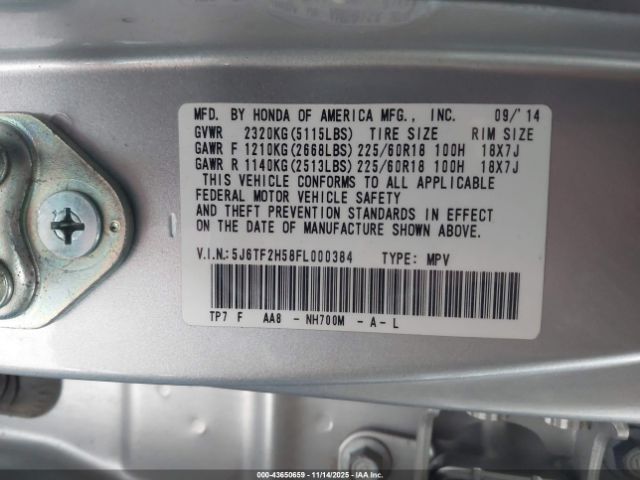 MFD. BY HONDA OF AMERICA MFG., INC. 09/'14
GVWR 2320KG(5115LBS) TIRE SIZE RIM SIZE
GAWR F 1210KG(2668LBS) 225/60R18 100H 18X7J
GAWR R 1140KG(2513LBS) 225/60R18 100H 18X7J
THIS VEHICLE CONFORMS TO ALL APPLICABLE
FEDERAL MOTOR VEHICLE SAFETY
AND THEFT PREVENTION STANDARDS IN EFFECT
ON THE DATE OF MANUFACTURE SHOWN ABOVE.
V.I.N.: 5J6TF2H58FL000384 TYPE: MPV
TP7 F AA8 - NH700M - A - L
000-43650659 11/14/2025 IAAI.COM